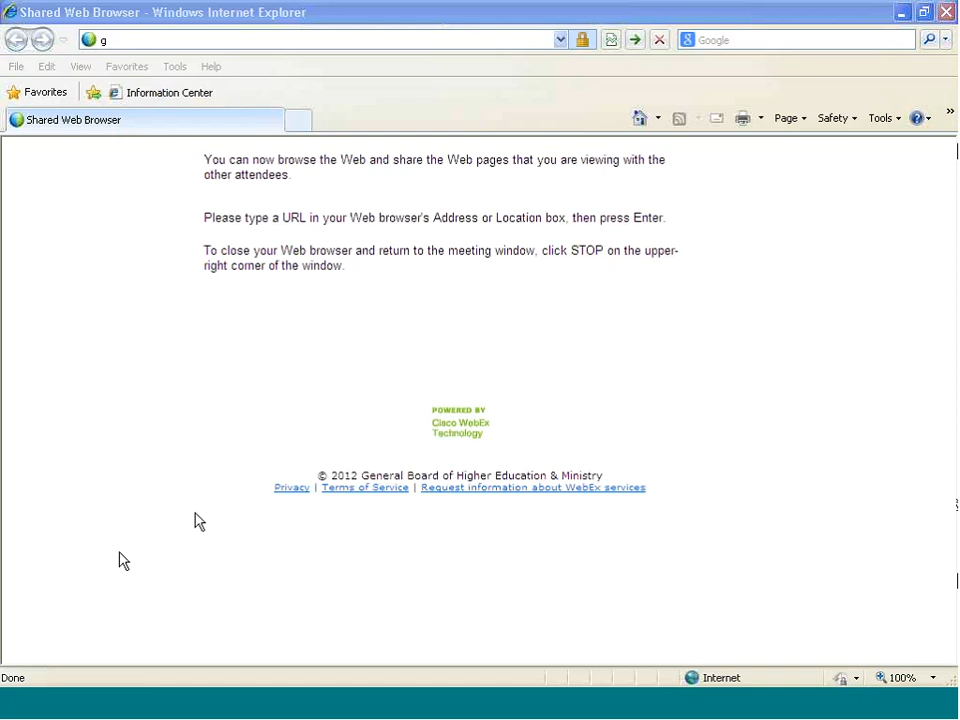 Shared Web Browser - Windows Internet Explorer
g
Google
File Edit View Favorites Tools Help
Favorites Information Center
Shared Web Browser
Page Safety Tools »
You can now browse the Web and share the Web pages that you are viewing with the
other attendees.
Please type a URL in your Web browser's Address or Location box, then press Enter.
To close your Web browser and return to the meeting window, click STOP on the upper-
right corner of the window.
POWERED BY
Cisco WebEx
Technology
© 2012 General Board of Higher Education & Ministry
Privacy | Terms of Service | Request information about WebEx services
Done Internet 100%